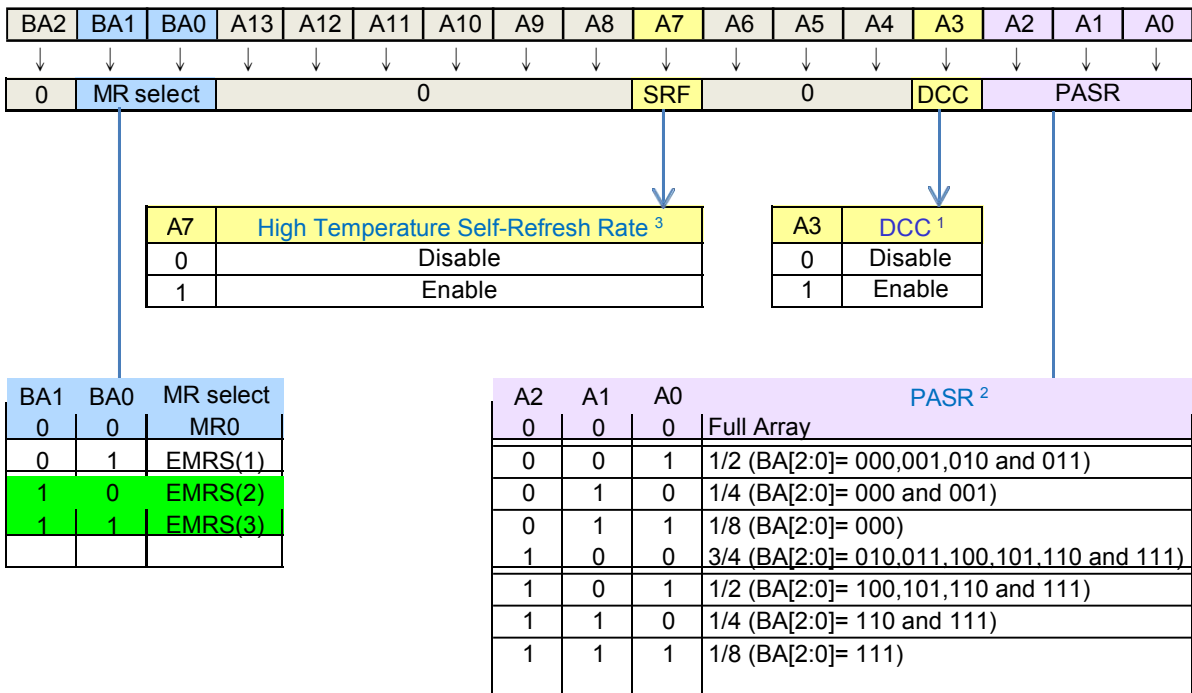 BA2 BA1 BA0 A13 A12 A11 A10 A9 A8 A7 A6 A5 A4 A3 A2 A1 A0
0 MR select 0 SRF 0 DCC PASR
A7 High Temperature Self-Refresh Rate 3
0 Disable
1 Enable
A3 DCC 1
0 Disable
1 Enable
BA1 BA0 MR select
0 0 MR0
0 1 EMRS(1)
1 0 EMRS(2)
1 1 EMRS(3)
A2 A1 A0 PASR 2
0 0 0 Full Array
0 0 1 1/2 (BA[2:0]= 000,001,010 and 011)
0 1 0 1/4 (BA[2:0]= 000 and 001)
0 1 1 1/8 (BA[2:0]= 000)
1 0 0 3/4 (BA[2:0]= 010,011,100,101,110 and 111)
1 0 1 1/2 (BA[2:0]= 100,101,110 and 111)
1 1 0 1/4 (BA[2:0]= 110 and 111)
1 1 1 1/8 (BA[2:0]= 111)